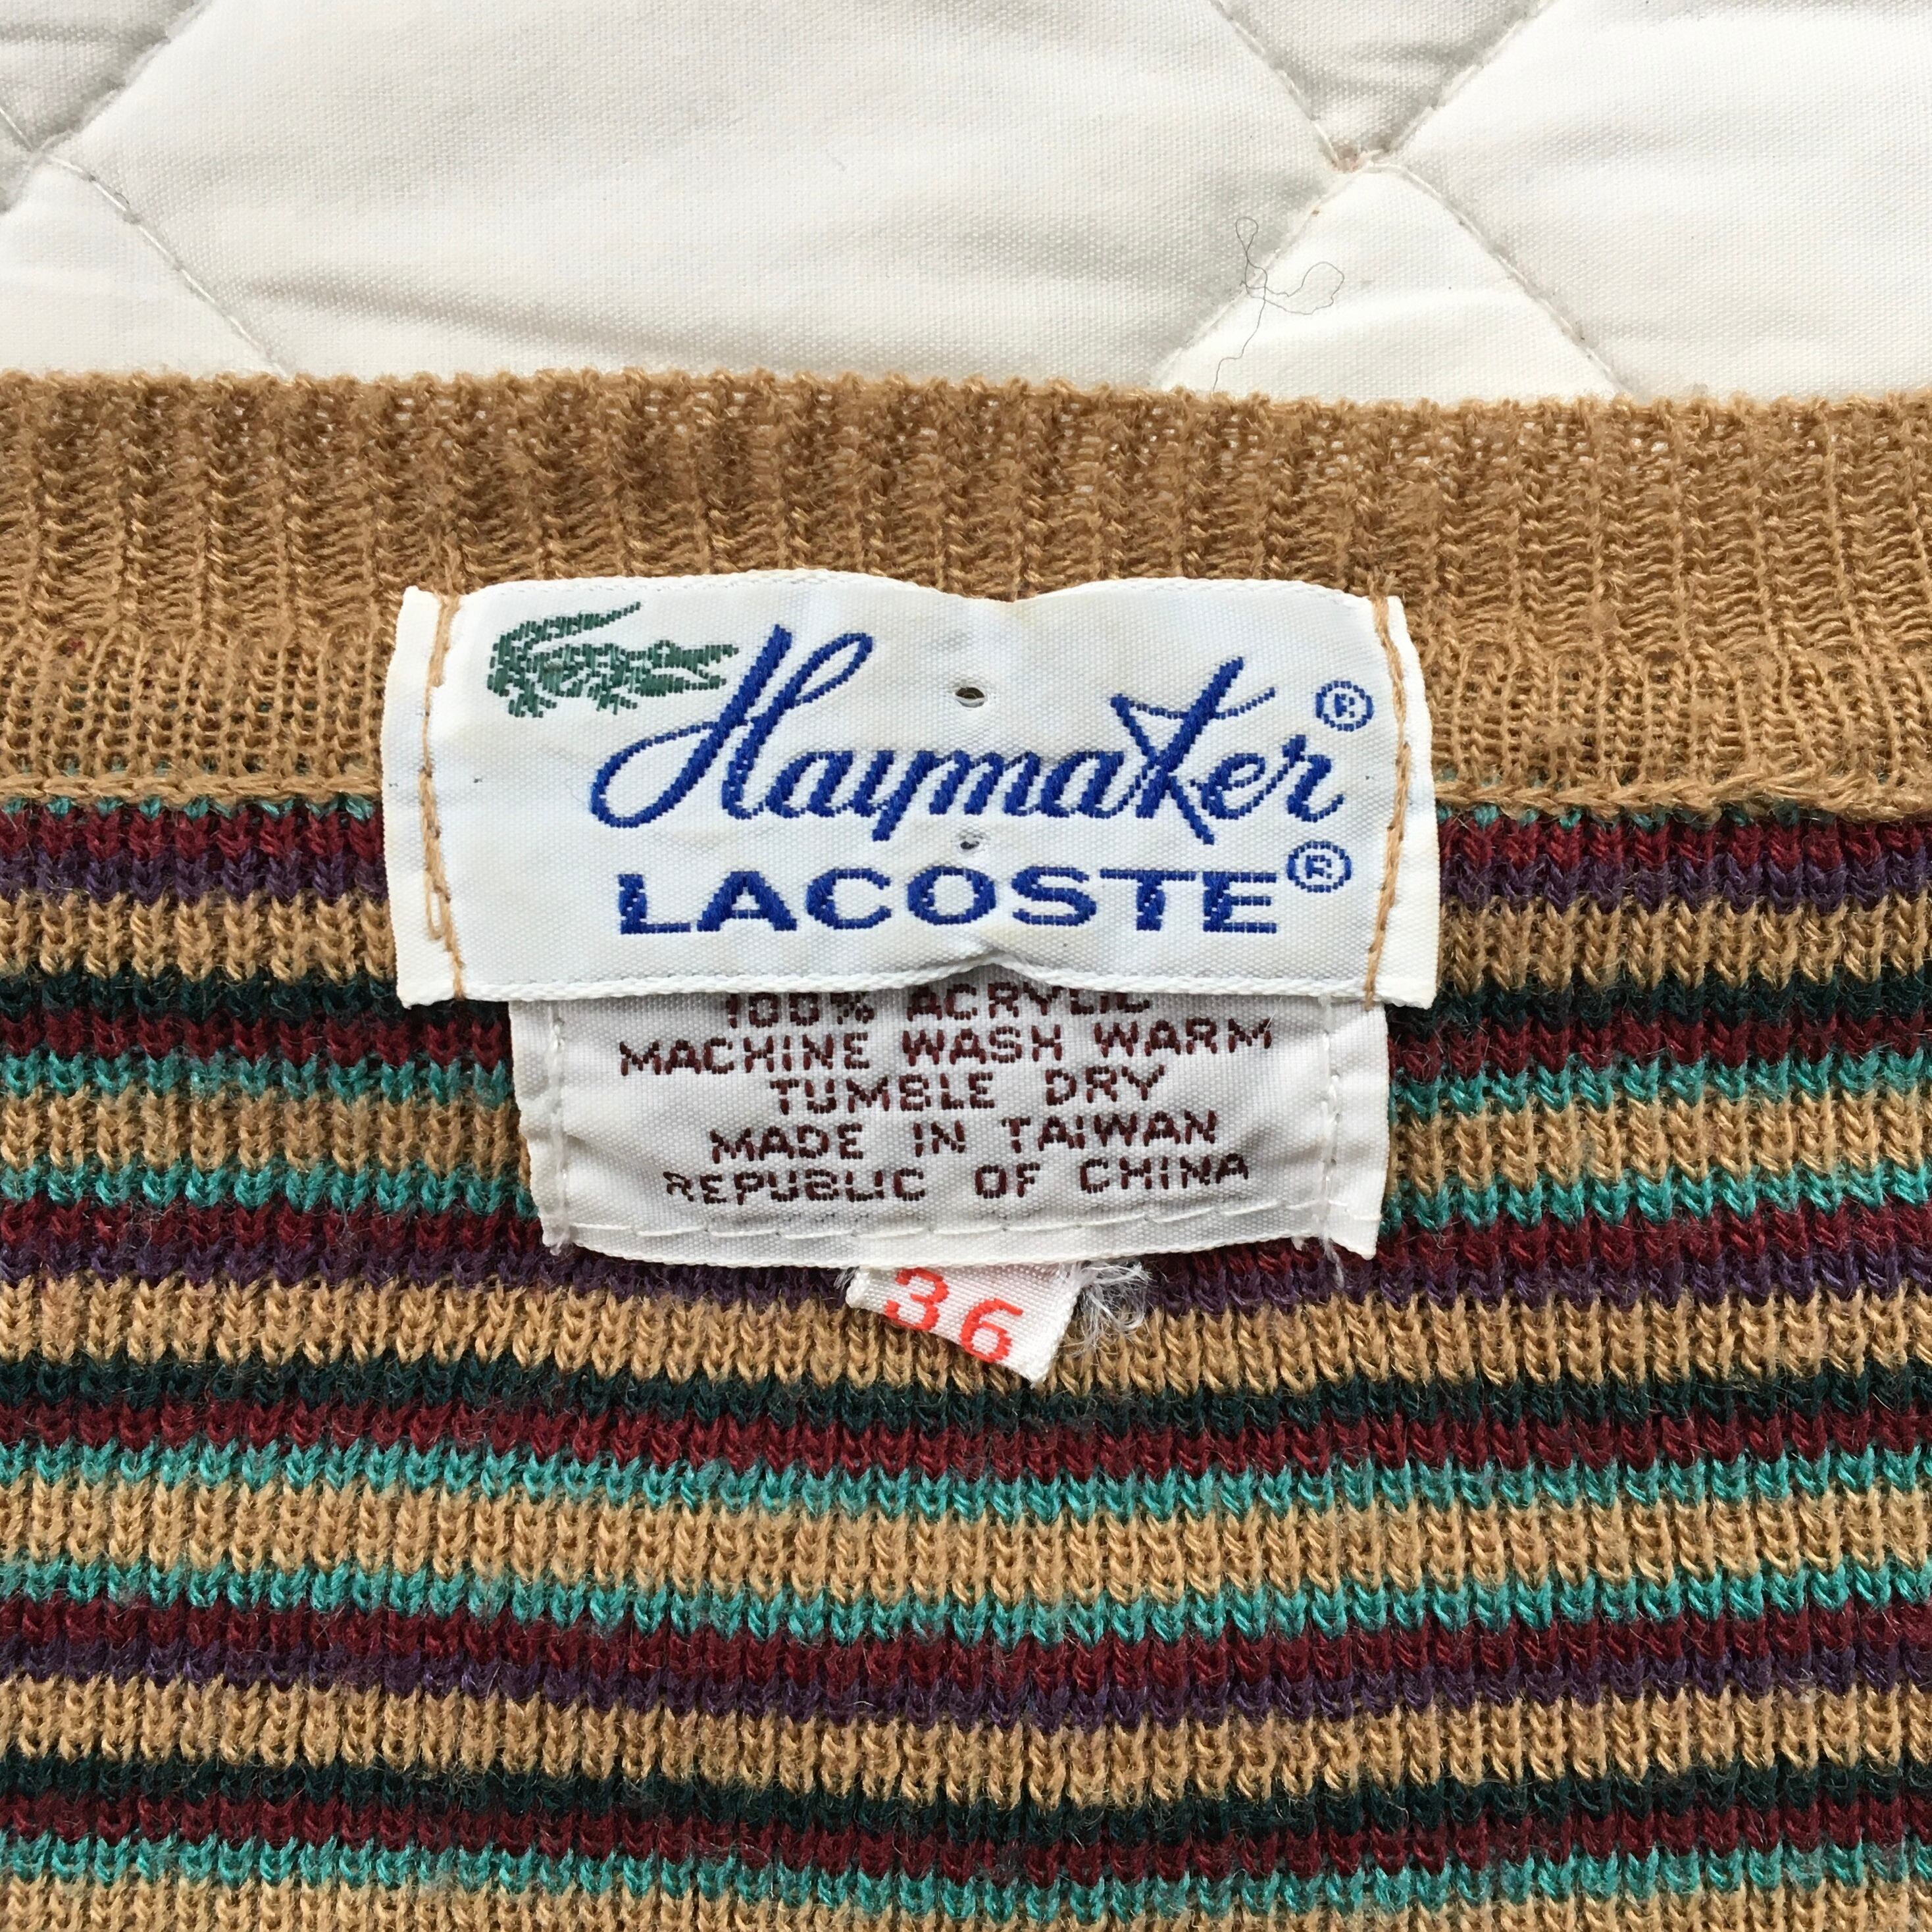 Haymaker®
LACOSTE®
100% ACRYLIC
MACHINE WASH WARM
TUMBLE DRY
MADE IN TAIWAN
REPUBLIC OF CHINA
36